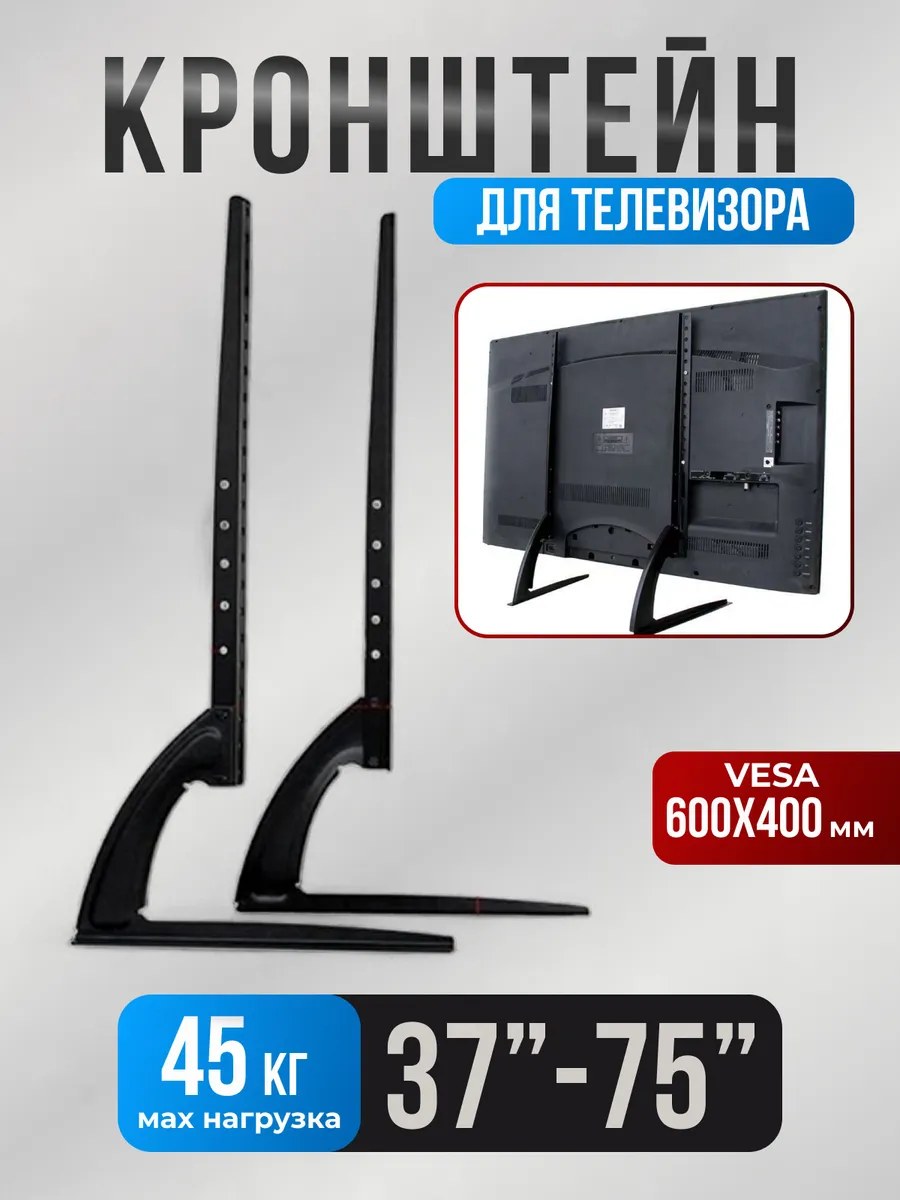 КРОНШТЕЙН
ДЛЯ ТЕЛЕВИЗОРА
VESA
600X400 мм
45 кг
мах нагрузка
37”-75”